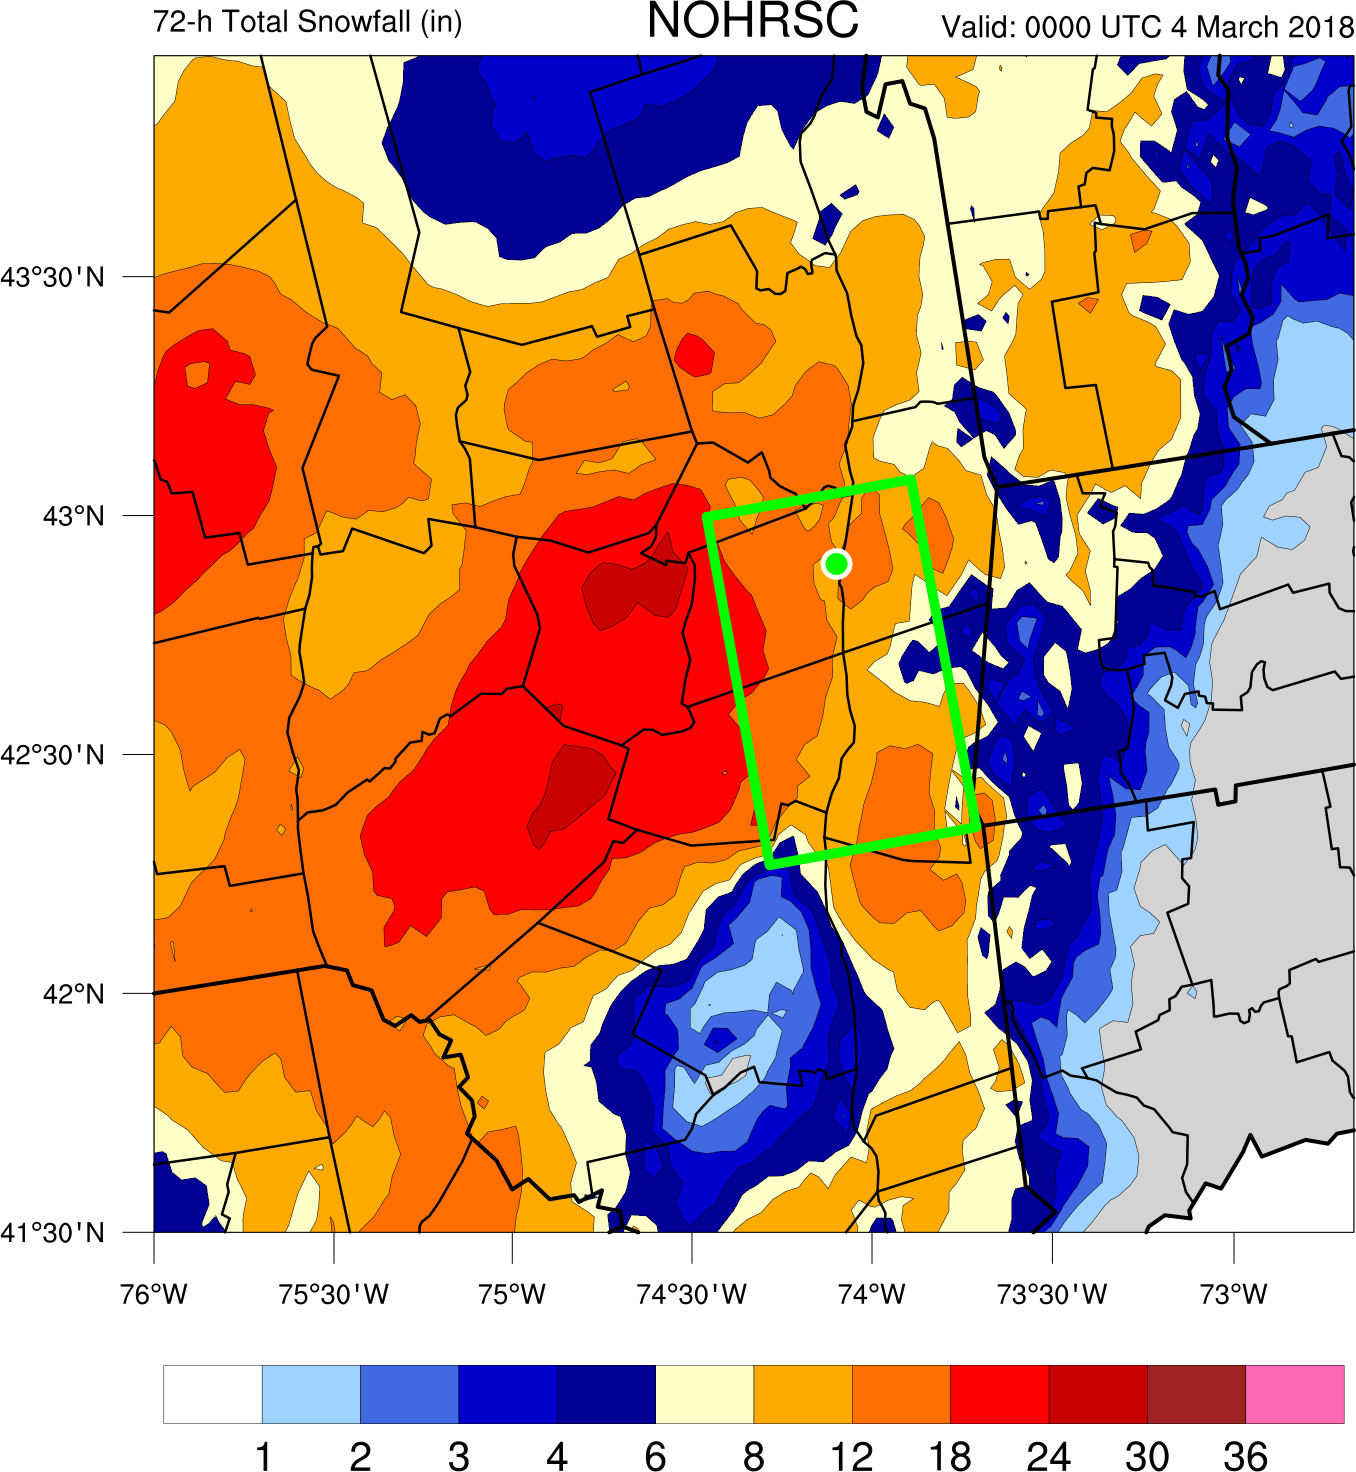 72-h Total Snowfall (in) NOHRSC Valid: 0000 UTC 4 March 2018
43°30'N
43°N
42°30'N
42°N
41°30'N
76°W 75°30'W 75°W 74°30'W 74°W 73°30'W 73°W
1 2 3 4 6 8 12 18 24 30 36